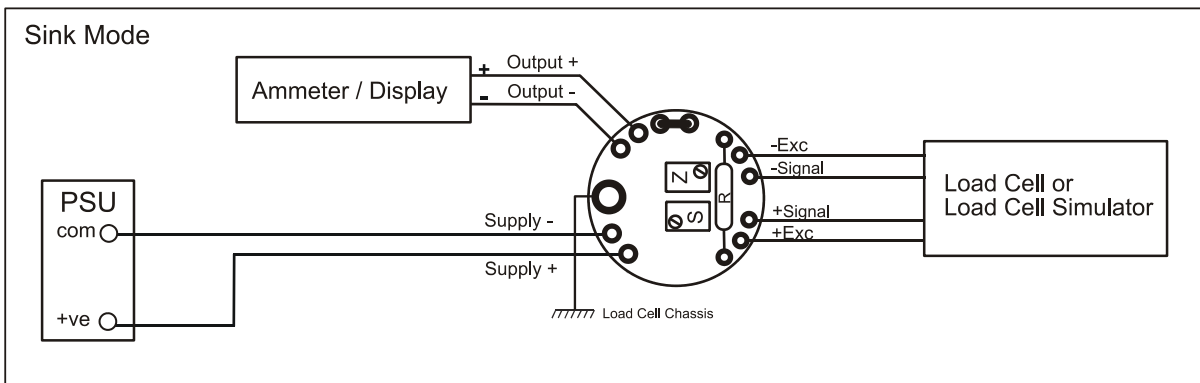 Sink Mode
Ammeter / Display
+
Output +
-
Output -
PSU
com
+ve
Supply -
Supply +
Z
S
R
-Exc
-Signal
+Signal
+Exc
Load Cell or
Load Cell Simulator
Load Cell Chassis